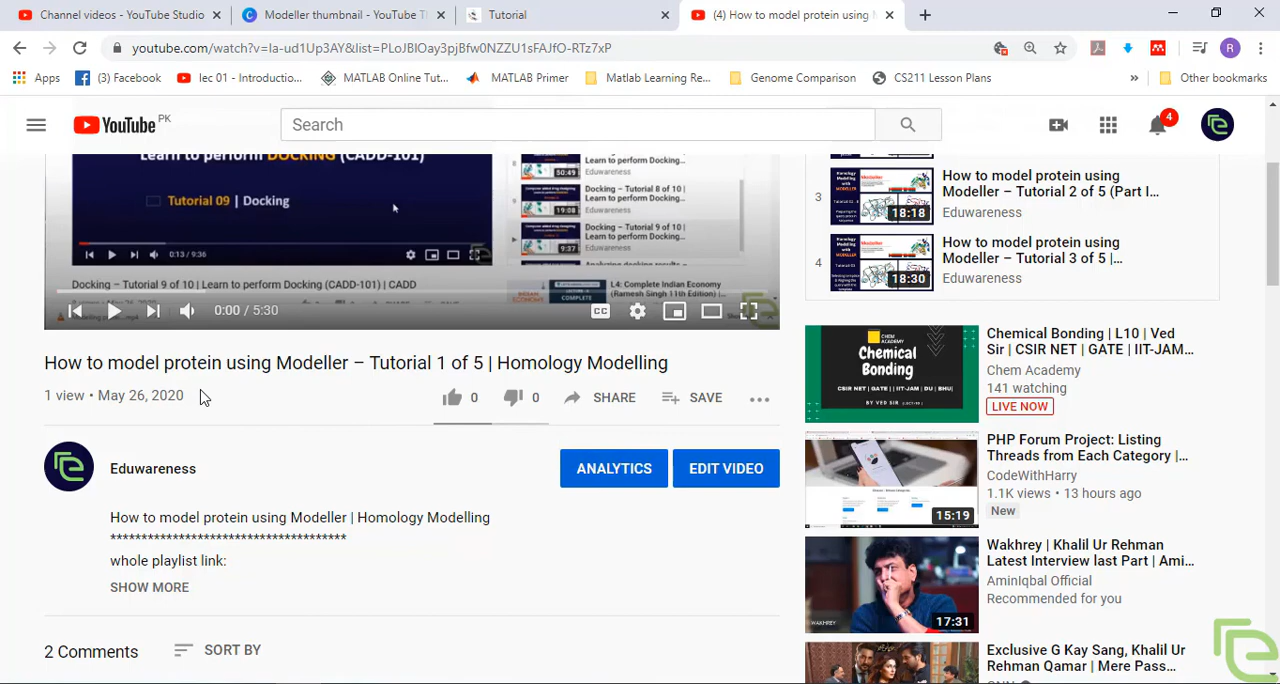 (5) YouTube Studio
Channel videos - YouTube Studio
Modeller thumbnail - YouTube T
Tutorial
(4) How to model protein using M
youtube.com/watch?v=Ia-ud1Up3AY&list=PLoJBIOay3pjBfw0NZZU1sFAJfO-RTz7xP
R
Apps
(3) Facebook
lec 01 - Introductio...
MATLAB Online Tut...
MATLAB Primer
Matlab Learning Re...
Genome Comparison
CS211 Lesson Plans
»
Other bookmarks
YouTube PK
Search
4
Learn to perform DOCKING (CADD-101)
Tutorial 09 | Docking
0:13 / 9:36
Docking – Tutorial 9 of 10 | Learn to perform Docking (CADD-101) | CADD
50:49
Learn to perform Docking...
Eduwareness
Docking – Tutorial 8 of 10 |
Learn to perform Docking...
19:08
Eduwareness
Docking – Tutorial 9 of 10 |
Learn to perform Docking...
9:37
Eduwareness
Analyzing docking results
L4: Complete Indian Economy
(Ramesh Singh 11th Edition) |...
0:00 / 5:30
CC
How to model protein using Modeller – Tutorial 1 of 5 | Homology Modelling
1 view • May 26, 2020
0
0
SHARE
SAVE
Eduwareness
ANALYTICS
EDIT VIDEO
How to model protein using Modeller | Homology Modelling
**************************************
whole playlist link:
SHOW MORE
2 Comments
SORT BY
3
18:18
How to model protein using
Modeller – Tutorial 2 of 5 (Part I...
Eduwareness
4
18:30
How to model protein using
Modeller – Tutorial 3 of 5 |...
Eduwareness
CHEM ACADEMY
Chemical
Bonding
CSIR NET | GATE | | IIT-JAM | DU | BHU|
BY VED SIR
Chemical Bonding | L10 | Ved
Sir | CSIR NET | GATE | IIT-JAM...
Chem Academy
141 watching
LIVE NOW
15:19
PHP Forum Project: Listing
Threads from Each Category |...
CodeWithHarry
1.1K views • 13 hours ago
New
WAKHREY
17:31
Wakhrey | Khalil Ur Rehman
Latest Interview last Part | Ami...
AminIqbal Official
Recommended for you
Exclusive G Kay Sang, Khalil Ur
Rehman Qamar | Mere Pass...